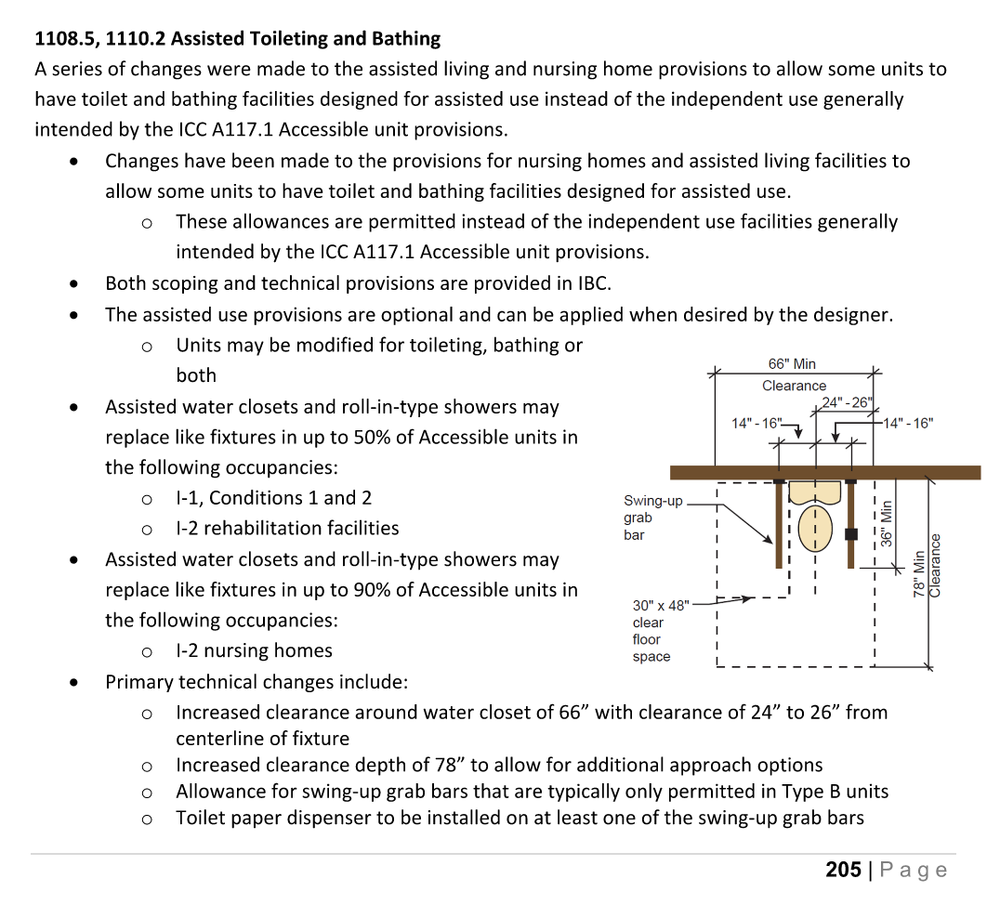 1108.5, 1110.2 Assisted Toileting and Bathing
A series of changes were made to the assisted living and nursing home provisions to allow some units to
have toilet and bathing facilities designed for assisted use instead of the independent use generally
intended by the ICC A117.1 Accessible unit provisions.
• Changes have been made to the provisions for nursing homes and assisted living facilities to
allow some units to have toilet and bathing facilities designed for assisted use.
o These allowances are permitted instead of the independent use facilities generally
intended by the ICC A117.1 Accessible unit provisions.
• Both scoping and technical provisions are provided in IBC.
• The assisted use provisions are optional and can be applied when desired by the designer.
o Units may be modified for toileting, bathing or
both
• Assisted water closets and roll-in-type showers may
replace like fixtures in up to 50% of Accessible units in
the following occupancies:
o I-1, Conditions 1 and 2
o I-2 rehabilitation facilities
• Assisted water closets and roll-in-type showers may
replace like fixtures in up to 90% of Accessible units in
the following occupancies:
o I-2 nursing homes
66" Min
Clearance
24" - 26"
14" - 16"
14" - 16"
Swing-up
grab
bar
36" Min
78" Min
Clearance
30" x 48"
clear
floor
space
• Primary technical changes include:
o Increased clearance around water closet of 66” with clearance of 24” to 26” from
centerline of fixture
o Increased clearance depth of 78” to allow for additional approach options
o Allowance for swing-up grab bars that are typically only permitted in Type B units
o Toilet paper dispenser to be installed on at least one of the swing-up grab bars
205 | Page